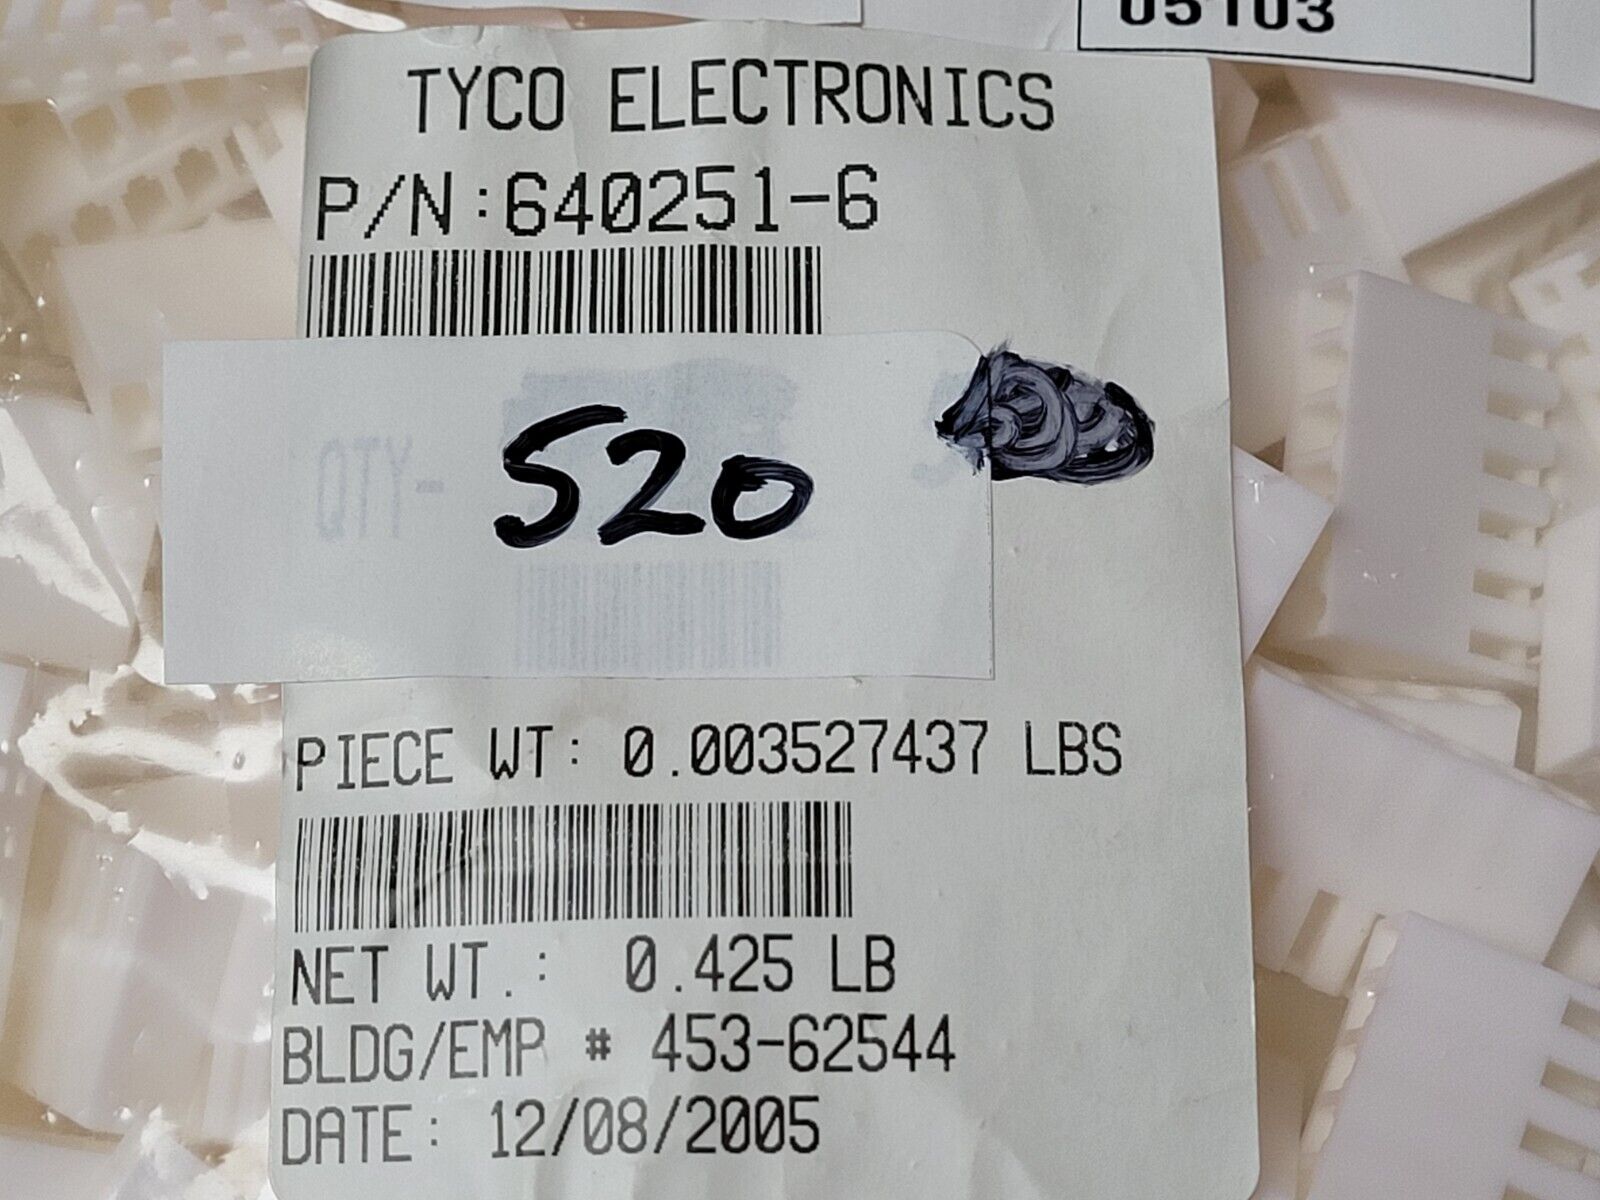 05103
TYCO ELECTRONICS
P/N:640251-6
QTY-
520
PIECE WT: 0.003527437 LBS
NET WT.: 0.425 LB
BLDG/EMP # 453-62544
DATE: 12/08/2005